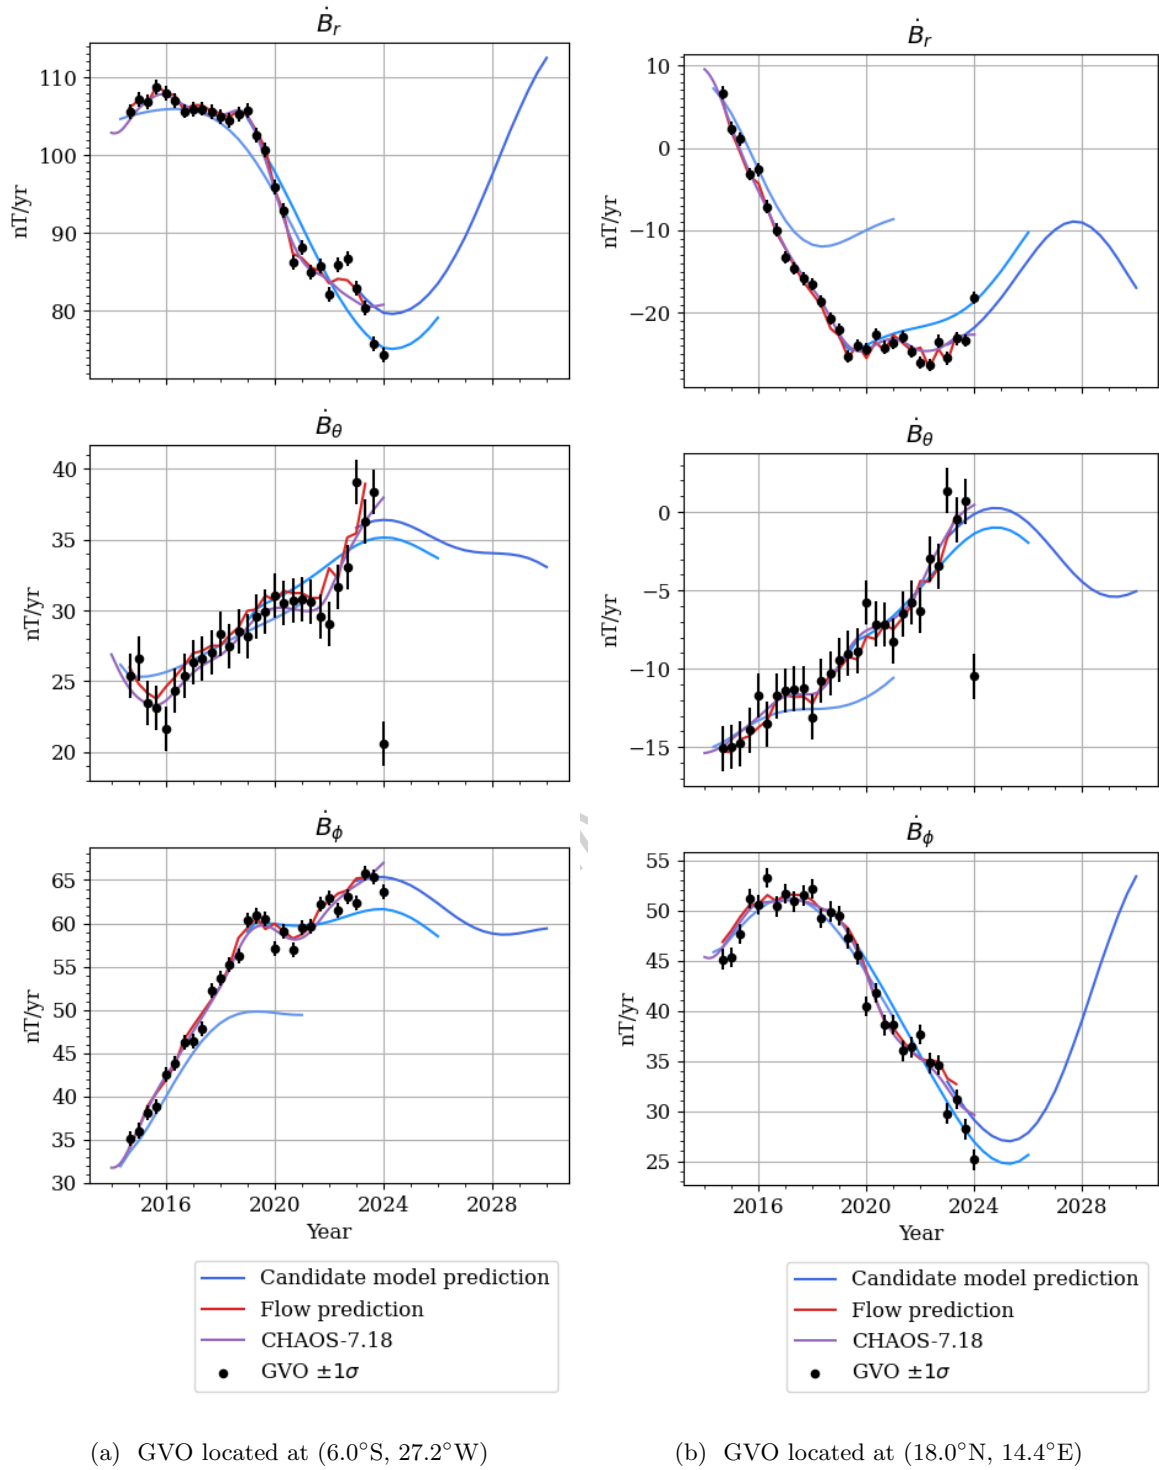 Ḃr
110
100
90
80
nT/yr
Ḃθ
40
35
30
25
20
nT/yr
Ḃϕ
65
60
55
50
45
40
35
30
nT/yr
2016 2020 2024 2028
Year
Candidate model prediction
Flow prediction
CHAOS-7.18
GVO ±1σ
(a) GVO located at (6.0°S, 27.2°W)
Ḃr
10
0
−10
−20
nT/yr
Ḃθ
0
−5
−10
−15
nT/yr
Ḃϕ
55
50
45
40
35
30
25
nT/yr
2016 2020 2024 2028
Year
Candidate model prediction
Flow prediction
CHAOS-7.18
GVO ±1σ
(b) GVO located at (18.0°N, 14.4°E)